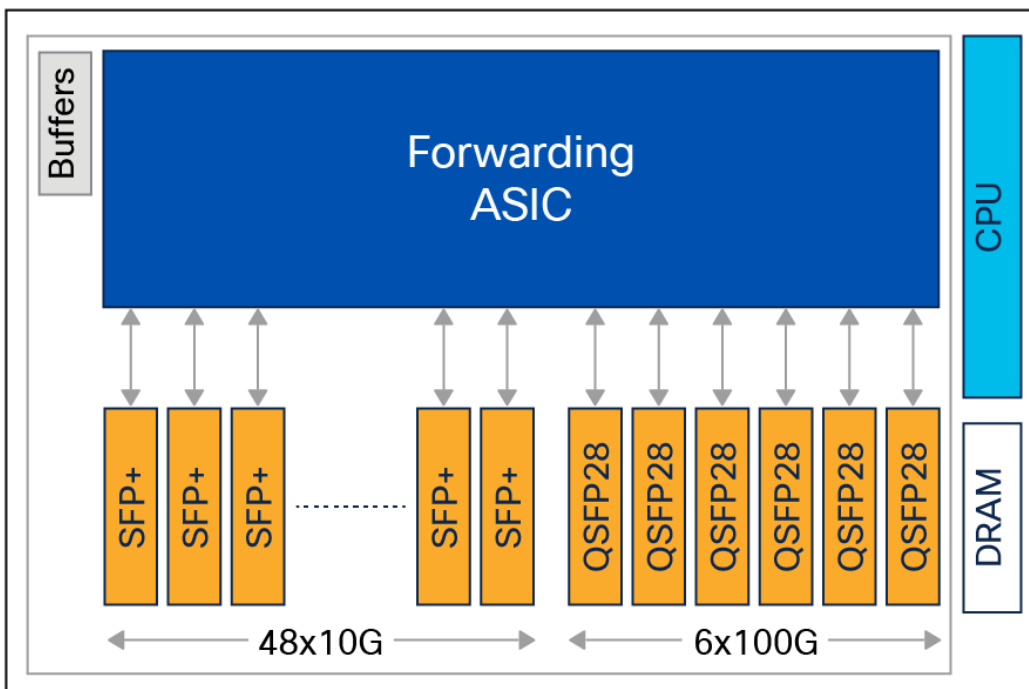 Buffers
Forwarding
ASIC
CPU
SFP+
SFP+
SFP+
SFP+
SFP+
QSFP28
QSFP28
QSFP28
QSFP28
QSFP28
QSFP28
DRAM
48x10G
6x100G